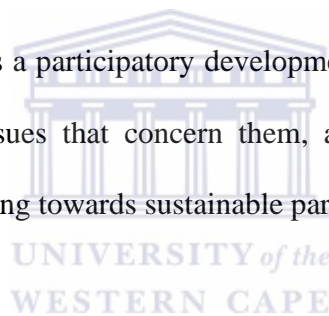 s a participatory developme
sues that concern them, a
ng towards sustainable par
UNIVERSITY of the
WESTERN CAPE